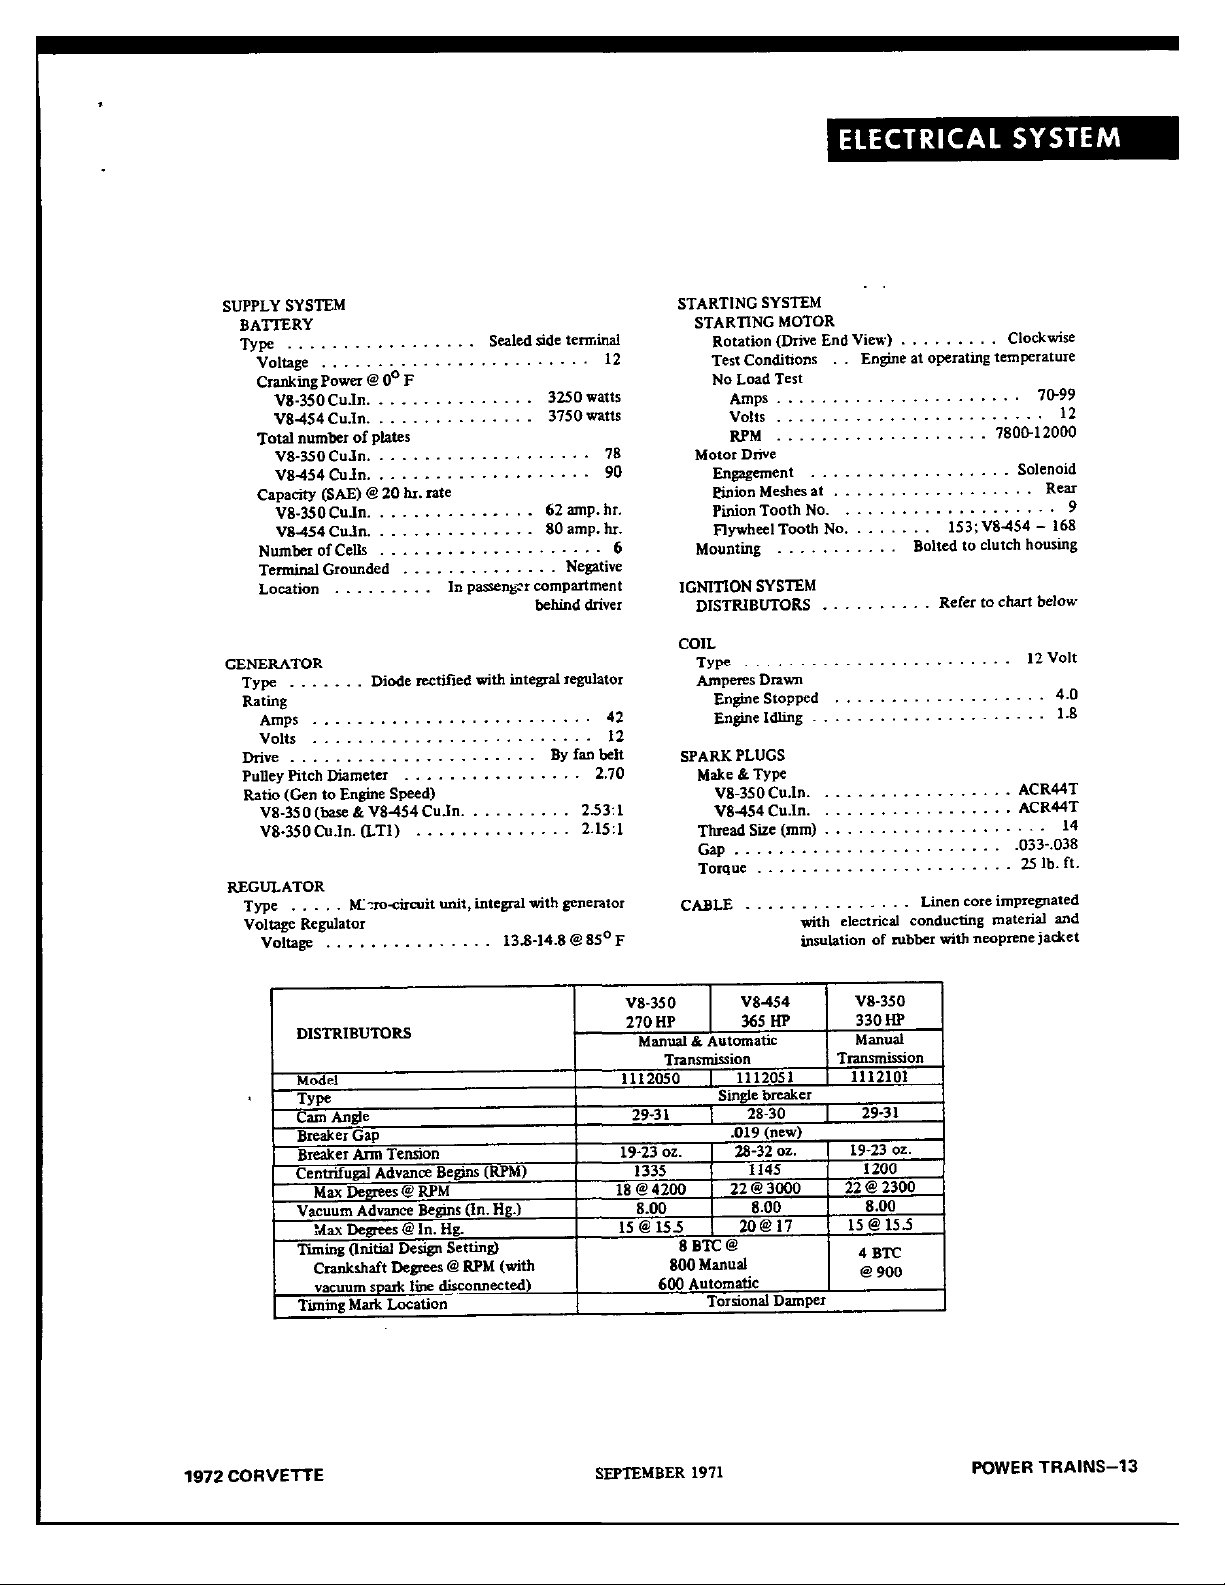 ELECTRICAL SYSTEM
SUPPLY SYSTEM
BATTERY
Type . . . . . . . . . . . . . . . . . Sealed side terminal
Voltage . . . . . . . . . . . . . . . . . . . . . . . . 12
Cranking Power @ 0° F
V8-350 Cu.In. . . . . . . . . . . . . . . . 3250 watts
V8-454 Cu.In. . . . . . . . . . . . . . . . 3750 watts
Total number of plates
V8-350 Cu.In. . . . . . . . . . . . . . . . . . . . . 78
V8-454 Cu.In. . . . . . . . . . . . . . . . . . . . . 90
Capacity (SAE) @ 20 hr. rate
V8-350 Cu.In. . . . . . . . . . . . . . . . 62 amp. hr.
V8-454 Cu.In. . . . . . . . . . . . . . . . 80 amp. hr.
Number of Cells . . . . . . . . . . . . . . . . . . . . 6
Terminal Grounded . . . . . . . . . . . . . . Negative
Location . . . . . . . . . In passenger compartment
behind driver
GENERATOR
Type . . . . . . . Diode rectified with integral regulator
Rating
Amps . . . . . . . . . . . . . . . . . . . . . . . . . 42
Volts . . . . . . . . . . . . . . . . . . . . . . . . . 12
Drive . . . . . . . . . . . . . . . . . . . . . . By fan belt
Pulley Pitch Diameter . . . . . . . . . . . . . . . . 2.70
Ratio (Gen to Engine Speed)
V8-350 (base & V8-454 Cu.In. . . . . . . . . . 2.53:1
V8-350 Cu.In. (LT1) . . . . . . . . . . . . . . 2.15:1
REGULATOR
Type . . . . . Micro-circuit unit, integral with generator
Voltage Regulator
Voltage . . . . . . . . . . . . . . . 13.8-14.8 @ 85° F
STARTING SYSTEM
STARTING MOTOR
Rotation (Drive End View) . . . . . . . . . Clockwise
Test Conditions . . Engine at operating temperature
No Load Test
Amps . . . . . . . . . . . . . . . . . . . . . . 70-99
Volts . . . . . . . . . . . . . . . . . . . . . . . . 12
RPM . . . . . . . . . . . . . . . . . . . 7800-12000
Motor Drive
Engagement . . . . . . . . . . . . . . . . . . Solenoid
Pinion Meshes at . . . . . . . . . . . . . . . . . . Rear
Pinion Tooth No. . . . . . . . . . . . . . . . . . . . 9
Flywheel Tooth No. . . . . . . . 153; V8-454 – 168
Mounting . . . . . . . . . . . Bolted to clutch housing
IGNITION SYSTEM
DISTRIBUTORS . . . . . . . . . . Refer to chart below
COIL
Type . . . . . . . . . . . . . . . . . . . . . . . . 12 Volt
Amperes Drawn
Engine Stopped . . . . . . . . . . . . . . . . . . . 4.0
Engine Idling . . . . . . . . . . . . . . . . . . . . . 1.8
SPARK PLUGS
Make & Type
V8-350 Cu.In. . . . . . . . . . . . . . . . . . ACR44T
V8-454 Cu.In. . . . . . . . . . . . . . . . . . ACR44T
Thread Size (mm) . . . . . . . . . . . . . . . . . . . . 14
Gap . . . . . . . . . . . . . . . . . . . . . . . . .033-.038
Torque . . . . . . . . . . . . . . . . . . . . . . . 25 lb. ft.
CABLE . . . . . . . . . . . . . . . Linen core impregnated
with electrical conducting material and
insulation of rubber with neoprene jacket
DISTRIBUTORS V8-350 270 HP V8-454 365 HP V8-350 330 HP
Manual & Automatic Transmission Manual Transmission
Model 1112050 1112051 1112101
Type Single breaker
Cam Angle 29-31 28-30 29-31
Breaker Gap .019 (new)
Breaker Arm Tension 19-23 oz. 28-32 oz. 19-23 oz.
Centrifugal Advance Begins (RPM) 1335 1145 1200
Max Degrees @ RPM 18 @ 4200 22 @ 3000 22 @ 2300
Vacuum Advance Begins (In. Hg.) 8.00 8.00 8.00
Max Degrees @ In. Hg. 15 @ 15.5 20 @ 17 15 @ 15.5
Timing (Initial Design Setting) 8 BTC @ 4 BTC
Crankshaft Degrees @ RPM (with 800 Manual @ 900
vacuum spark line disconnected) 600 Automatic
Timing Mark Location Torsional Damper
1972 CORVETTE SEPTEMBER 1971 POWER TRAINS–13